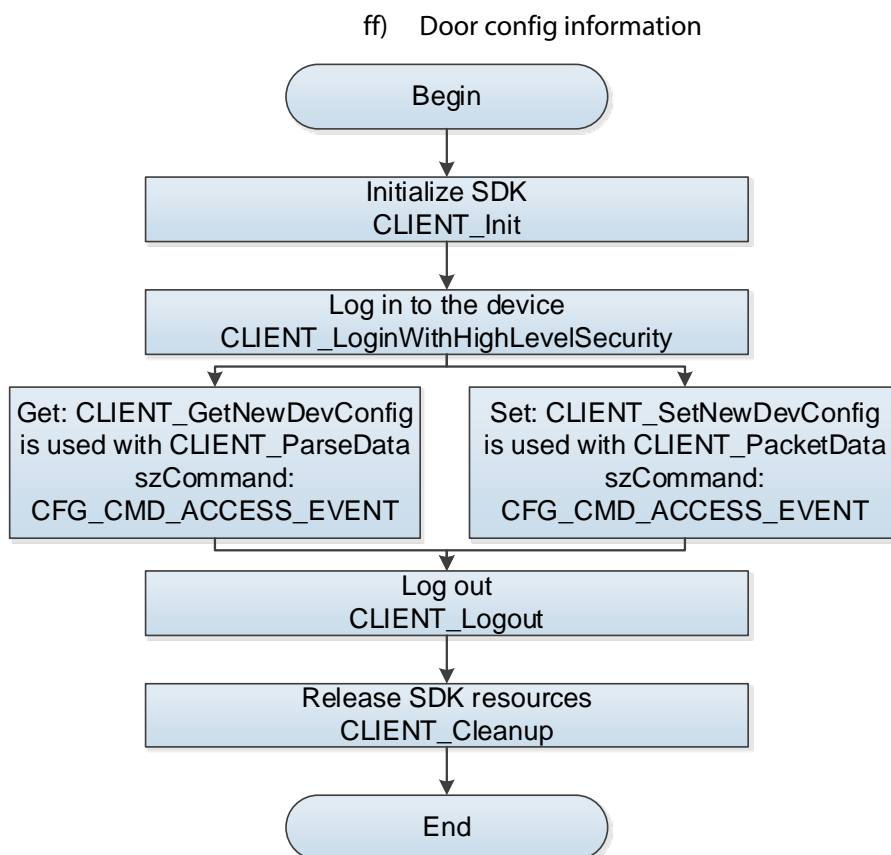 ff) Door config information
Begin
Initialize SDK
CLIENT_Init
Log in to the device
CLIENT_LoginWithHighLevelSecurity
Get: CLIENT_GetNewDevConfig
is used with CLIENT_ParseData
szCommand:
CFG_CMD_ACCESS_EVENT
Set: CLIENT_SetNewDevConfig
is used with CLIENT_PacketData
szCommand:
CFG_CMD_ACCESS_EVENT
Log out
CLIENT_Logout
Release SDK resources
CLIENT_Cleanup
End